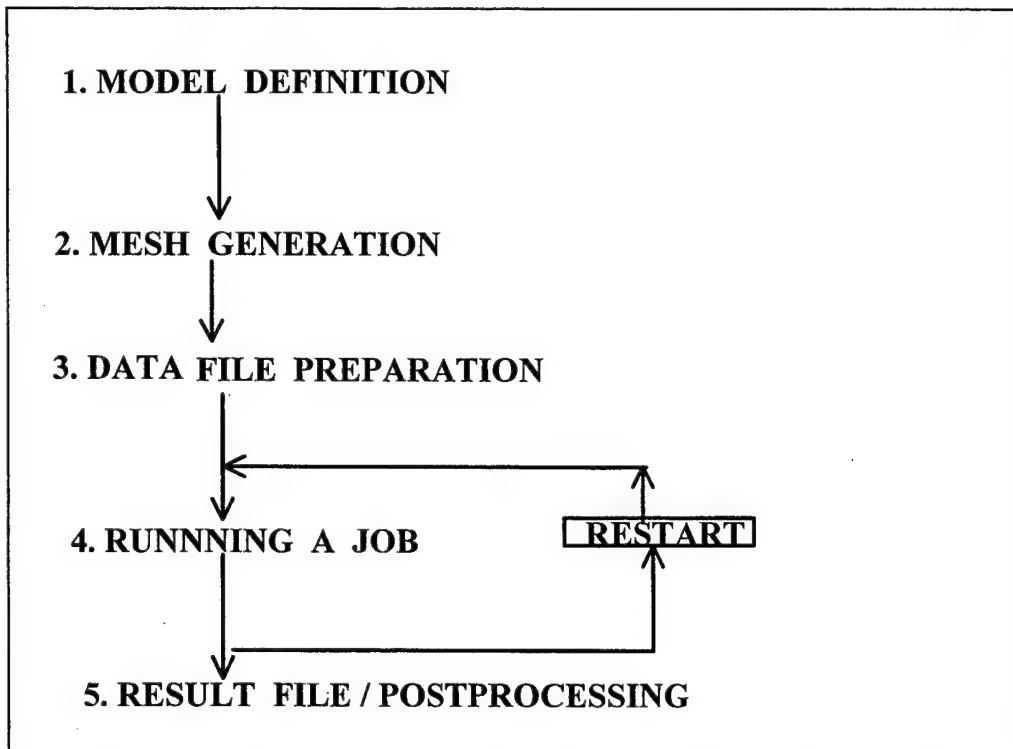 1. MODEL DEFINITION
2. MESH GENERATION
3. DATA FILE PREPARATION
4. RUNNNING A JOB
RESTART
5. RESULT FILE / POSTPROCESSING